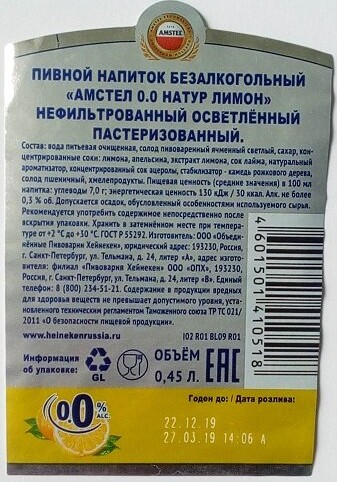 AMSTEL
ПИВНОЙ НАПИТОК БЕЗАЛКОГОЛЬНЫЙ
«АМСТЕЛ 0.0 НАТУР ЛИМОН»
НЕФИЛЬТРОВАННЫЙ ОСВЕТЛЁННЫЙ
ПАСТЕРИЗОВАННЫЙ.
Состав: вода питьевая очищенная, солод пивоваренный ячменный светлый, сахар, кон-
центрированные соки: лимона, апельсина, экстракт лимона, сок лайма, натуральный
ароматизатор, концентрированный сок ацеролы, стабилизатор - камедь рожкового дерева,
солод пшеничный, хмелепродукты. Пищевая ценность (средние значения) в 100 мл
напитка: углеводы 7,0 г; энергетическая ценность 130 кДж / 30 ккал. Алк. не более
0,3 % об. Допускается осадок, обусловленный особенностями используемого сырья.
Рекомендуется употребить содержимое непосредственно после
вскрытия упаковки. Хранить в затемнённом месте при темпера-
туре от +2 °С до +30 °С. ГОСТ Р 55292. Изготовлено: ООО «Объеди-
нённые Пивоварни Хейнекен», юридический адрес: 193230, Россия,
г. Санкт-Петербург, ул. Тельмана, д. 24, литер «А», адрес изгото-
вления: филиал «Пивоварня Хейнекен» ООО «ОПХ», 193230,
Россия, г. Санкт-Петербург, ул. Тельмана, д. 24, литер «В». Единый
телефон: 8 (800) 234-51-21. Содержание в продукции вредных
для здоровья веществ не превышает допустимого уровня, уста-
новленного техническим регламентом Таможенного союза ТР ТС 021/
2011 «О безопасности пищевой продукции».
www.heinekenrussia.ru
I02 R01 BL09 R01
Информация
об упаковке:
GL
ОБЪЁМ
0,45 Л.
EAC
4 601501 410518
0.0%
ALC.
Годен до: / Дата розлива:
22.12.19
27.03.19 14:06 A